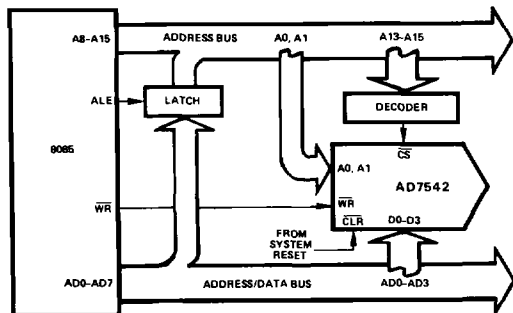 A8–A15
ADDRESS BUS
A0, A1
A13–A15
ALE
LATCH
DECODER
8085
CS
A0, A1
AD7542
WR
WR
CLR
D0–D3
FROM
SYSTEM
RESET
AD0–AD7
ADDRESS/DATA BUS
AD0–AD3